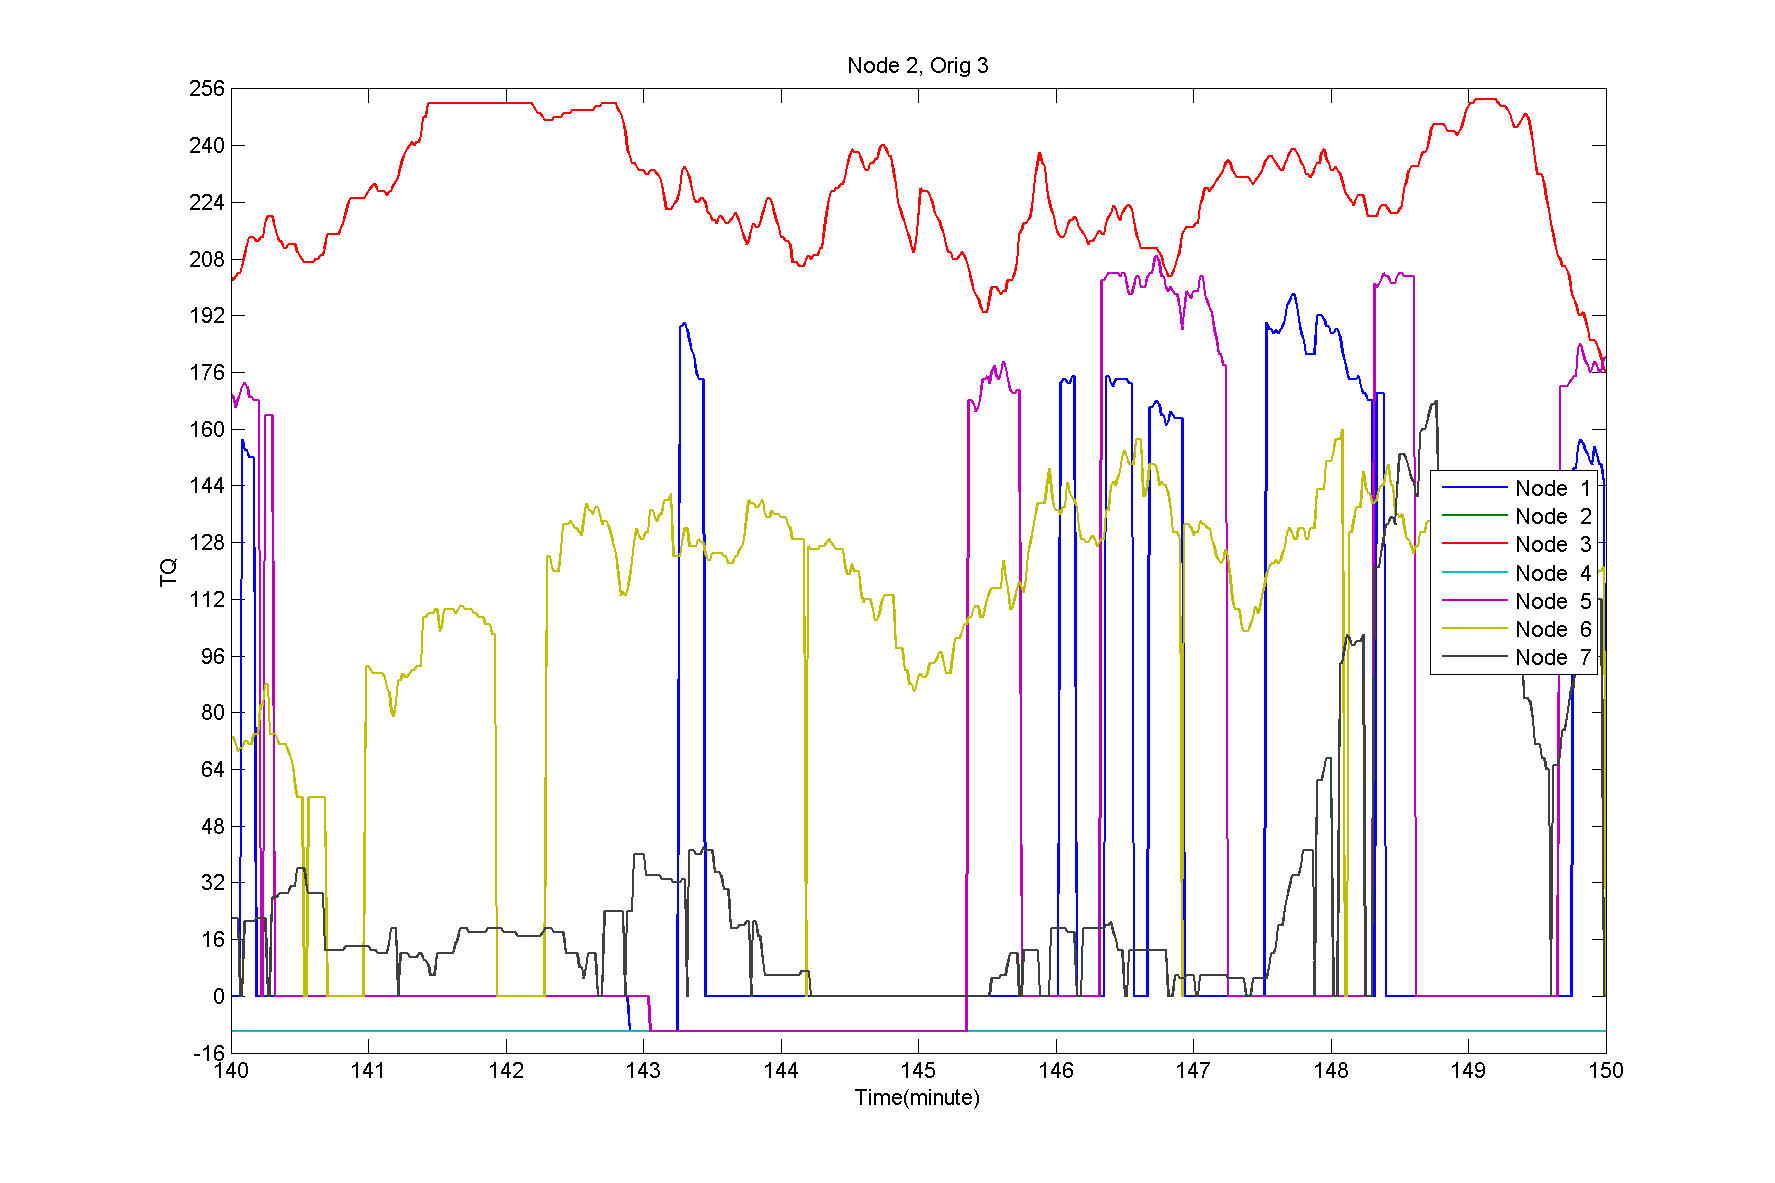 Node 2, Orig 3
256
240
224
208
192
176
160
144
128
112
96
80
64
48
32
16
0
-16
TQ
Node 1
Node 2
Node 3
Node 4
Node 5
Node 6
Node 7
140 141 142 143 144 145 146 147 148 149 150
Time(minute)